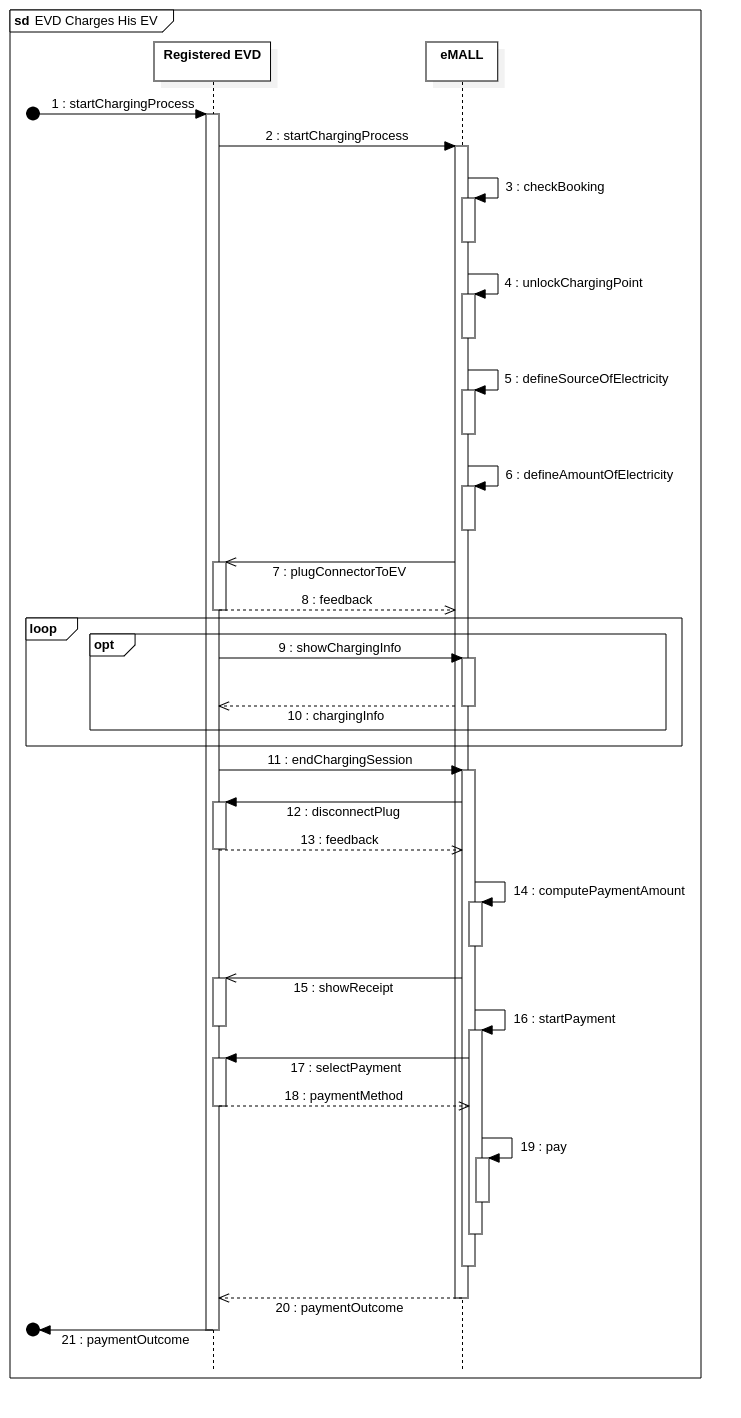 sd EVD Charges His EV
Registered EVD
eMALL
1 : startChargingProcess
2 : startChargingProcess
3 : checkBooking
4 : unlockChargingPoint
5 : defineSourceOfElectricity
6 : defineAmountOfElectricity
7 : plugConnectorToEV
8 : feedback
loop
opt
9 : showChargingInfo
10 : chargingInfo
11 : endChargingSession
12 : disconnectPlug
13 : feedback
14 : computePaymentAmount
15 : showReceipt
16 : startPayment
17 : selectPayment
18 : paymentMethod
19 : pay
20 : paymentOutcome
21 : paymentOutcome